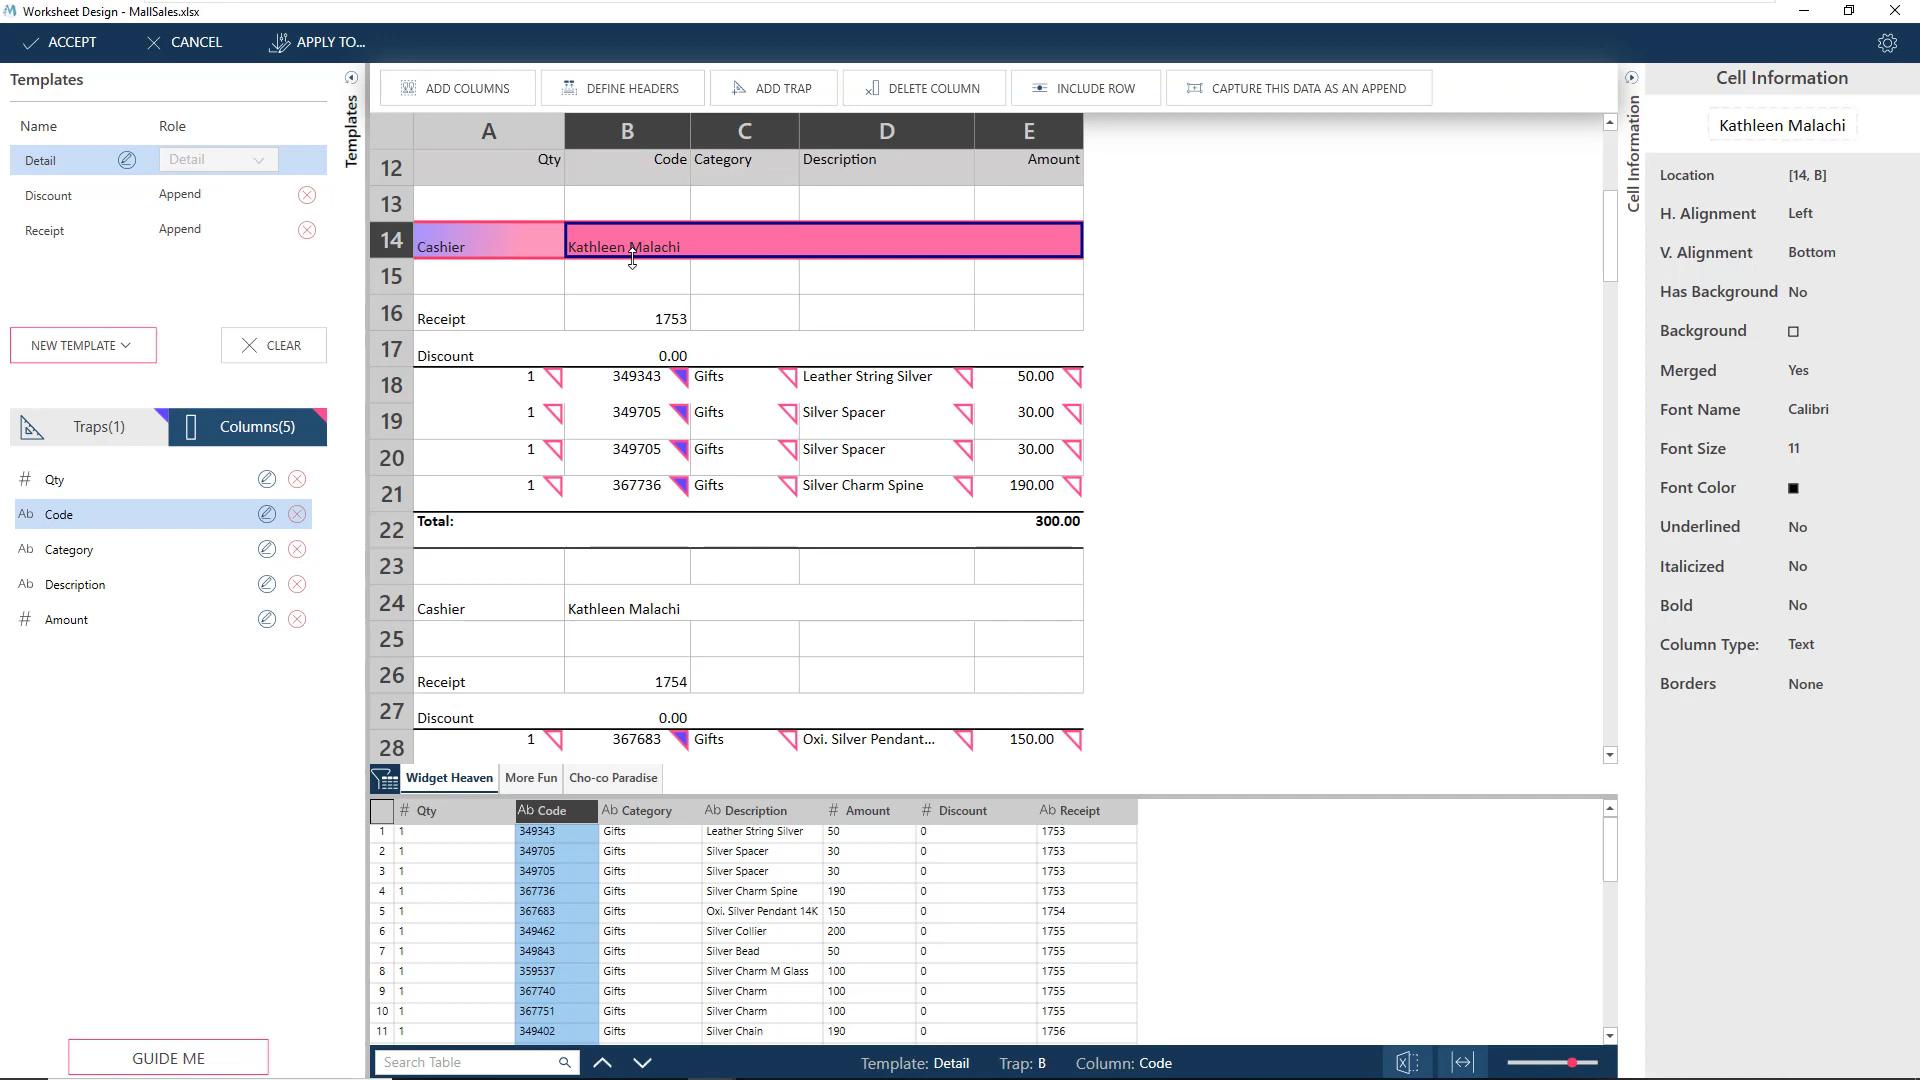 Worksheet Design - MallSales.xlsx
ACCEPT CANCEL APPLY TO...
Templates
Name Role
Detail Detail
Discount Append
Receipt Append
NEW TEMPLATE CLEAR
Traps(1) Columns(5)
# Qty
Ab Code
Ab Category
Ab Description
# Amount
GUIDE ME
Templates
ADD COLUMNS DEFINE HEADERS ADD TRAP DELETE COLUMN INCLUDE ROW CAPTURE THIS DATA AS AN APPEND
A B C D E
12 Qty Code Category Description Amount
13
14 Cashier Kathleen Malachi
15
16 Receipt 1753
17 Discount 0.00
18 1 349343 Gifts Leather String Silver 50.00
19 1 349705 Gifts Silver Spacer 30.00
20 1 349705 Gifts Silver Spacer 30.00
21 1 367736 Gifts Silver Charm Spine 190.00
22 Total: 300.00
23
24 Cashier Kathleen Malachi
25
26 Receipt 1754
27 Discount 0.00
28 1 367683 Gifts Oxi. Silver Pendant... 150.00
Widget Heaven More Fun Cho-co Paradise
# Qty Ab Code Ab Category Ab Description # Amount # Discount Ab Receipt
1 1 349343 Gifts Leather String Silver 50 0 1753
2 1 349705 Gifts Silver Spacer 30 0 1753
3 1 349705 Gifts Silver Spacer 30 0 1753
4 1 367736 Gifts Silver Charm Spine 190 0 1753
5 1 367683 Gifts Oxi. Silver Pendant 14K 150 0 1754
6 1 349462 Gifts Silver Collier 200 0 1755
7 1 349843 Gifts Silver Bead 50 0 1755
8 1 359537 Gifts Silver Charm M Glass 100 0 1755
9 1 367740 Gifts Silver Charm 100 0 1755
10 1 367751 Gifts Silver Charm 100 0 1755
11 1 349402 Gifts Silver Chain 190 0 1756
Search Table Template: Detail Trap: B Column: Code
Cell Information
Cell Information
Kathleen Malachi
Location [14, B]
H. Alignment Left
V. Alignment Bottom
Has Background No
Background
Merged Yes
Font Name Calibri
Font Size 11
Font Color
Underlined No
Italicized No
Bold No
Column Type: Text
Borders None